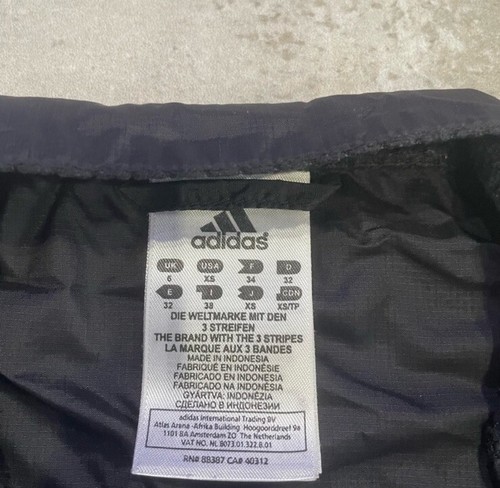 adidas
UK USA F D
6 XS 34 32
E I J CDN
32 38 XS XS/TP
DIE WELTMARKE MIT DEN
3 STREIFEN
THE BRAND WITH THE 3 STRIPES
LA MARQUE AUX 3 BANDES
MADE IN INDONESIA
FABRIQUÉ EN INDONÉSIE
FABRICADO EN INDONESIA
FABRICADO NA INDONÉSIA
GYÁRTVA: INDONÉZIA
СДЕЛАНО В ИНДОНЕЗИИ
adidas International Trading BV
Atlas Arena -Afrika Building Hoogoorddreef 9a
1101 BA Amsterdam ZO The Netherlands
VAT NO. NL 8073.01.322.B.01
RN# 88387 CA# 40312